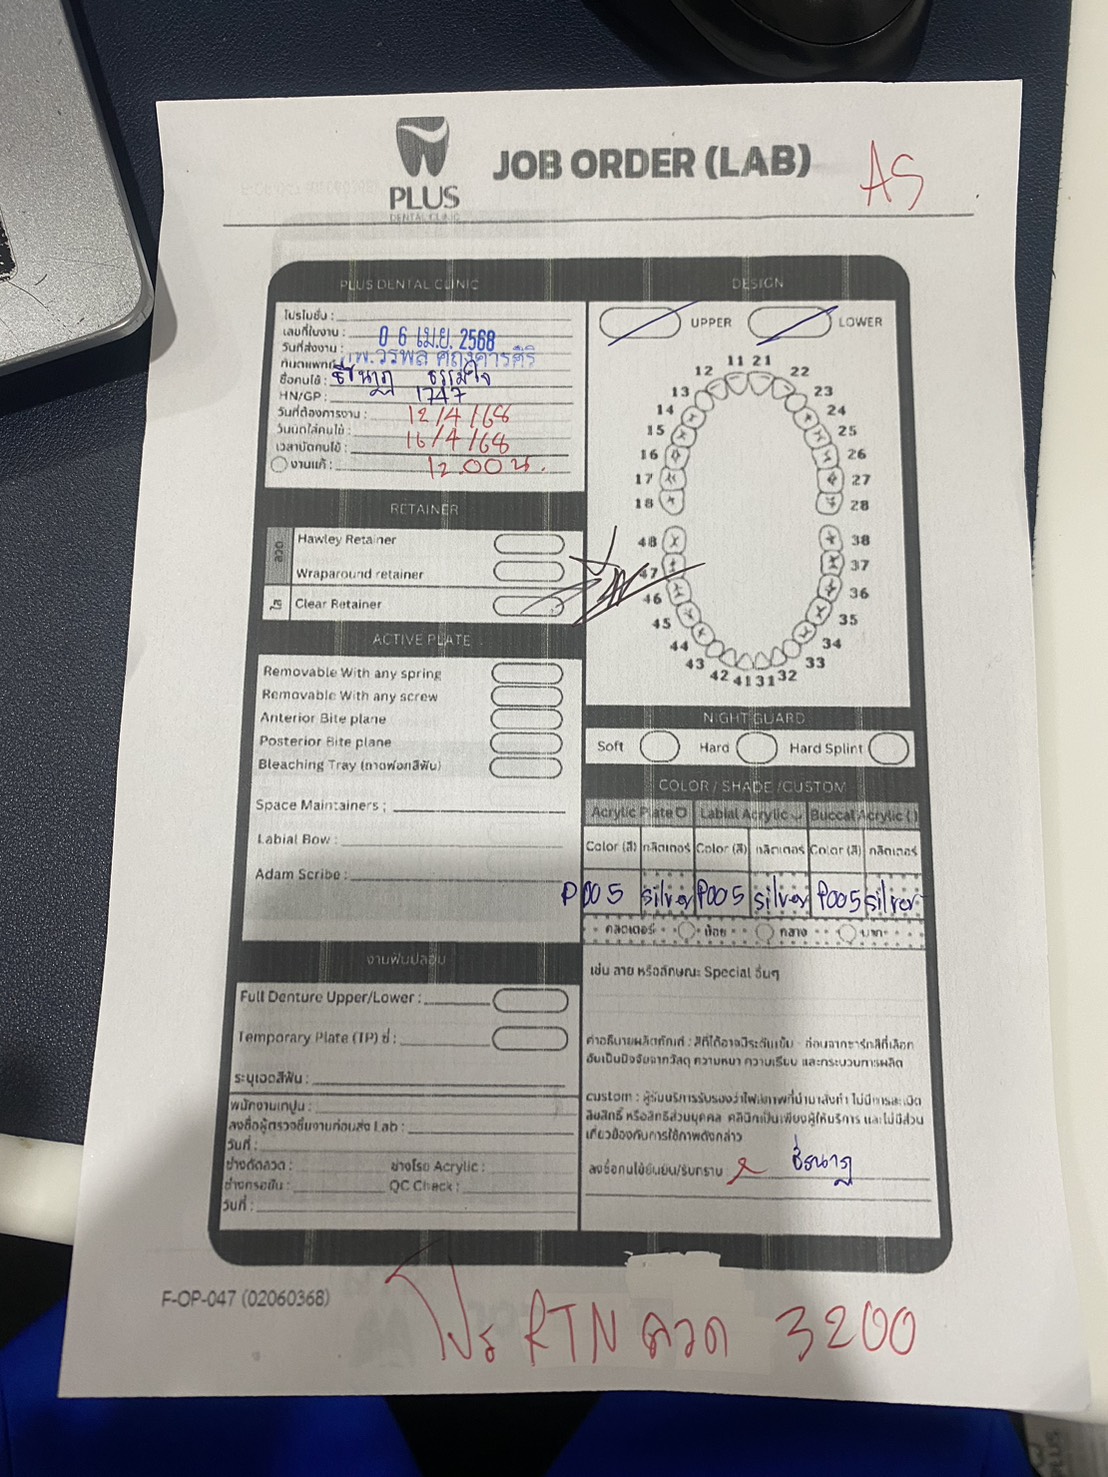 PLUS
DENTAL CLINIC
JOB ORDER (LAB)
AS
PLUS DENTAL CLINIC
โปรโมชั่น :
เลขที่ใบงาน :
วันที่ส่งงาน : 0 6 เม.ย. 2568
ทันตแพทย์ พ.วรพล
ชื่อคนไข้ :
HN/GP : 1747
วันที่ต้องการงาน : 12/4/68
วันนัดใส่คนไข้ : 16/4/68
เวลานัดคนไข้ :
งานแก้ : 12.00 น.
RETAINER
ลวด
Hawley Retainer
Wraparound retainer
ใส
Clear Retainer
ACTIVE PLATE
Removable With any spring
Removable With any screw
Anterior Bite plane
Posterior Bite plane
Bleaching Tray (ถาดฟอกสีฟัน)
Space Maintainers ;
Labial Bow :
Adam Scribe :
งานฟันปลอม
Full Denture Upper/Lower :
Temporary Plate (TP) ซี่ :
ระบุเฉดสีฟัน :
พนักงานเทปูน :
ลงชื่อผู้ตรวจชิ้นงานก่อนส่ง Lab :
วันที่ :
ช่างดัดลวด : ช่างโรย Acrylic :
ช่างกรอขัด : QC Check :
วันที่ :
DESIGN
UPPER LOWER
11 21
12 22
13 23
14 24
15 25
16 26
17 27
18 28
48 38
47 37
46 36
45 35
44 34
43 33
42 41 31 32
NIGHT GUARD
Soft Hard Hard Splint
COLOR / SHADE /CUSTOM
Acrylic Plate Labial Acrylic Buccal Acrylic ( )
Color (สี) กลิตเตอร์ Color (สี) กลิตเตอร์ Color (สี) กลิตเตอร์
P005 silver P005 silver P005 silver
กลิตเตอร์ น้อย กลาง มาก
เช่น ลาย หรือลักษณะ Special อื่นๆ
คำอธิบายผลิตภัณฑ์ : สีที่ได้อาจมีระดับเข้ม - อ่อนจากชาร์ทสีที่เลือก
อันเป็นปัจจัยจากวัสดุ ความหนา ความเรียบ และกระบวนการผลิต
custom : ผู้รับบริการรับรองว่าไฟล์ภาพที่นำมาสั่งทำ ไม่มีการละเมิด
ลิขสิทธิ์ หรือสิทธิส่วนบุคคล คลินิกเป็นเพียงผู้ให้บริการ และไม่มีส่วน
เกี่ยวข้องกับการใช้ภาพดังกล่าว
ลงชื่อคนไข้ยืนยัน/รับทราบ
F-OP-047 (02060368)
โปร RTN ลวด 3200